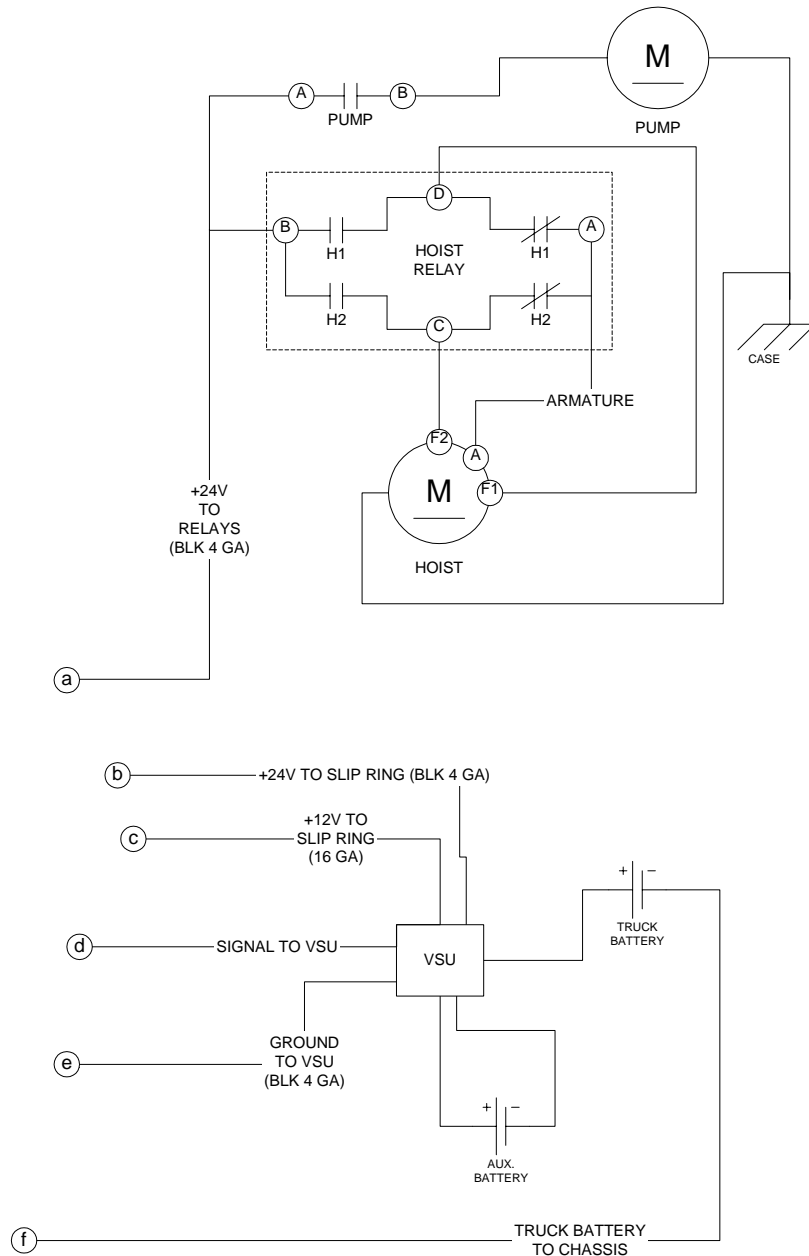 M
A
B
PUMP
PUMP
D
B
A
H1
HOIST
RELAY
H1
H2
C
H2
CASE
ARMATURE
F2
A
M
F1
+24V
TO
RELAYS
(BLK 4 GA)
HOIST
a
b
+24V TO SLIP RING (BLK 4 GA)
+12V TO
SLIP RING
(16 GA)
c
+ −
TRUCK
BATTERY
d
SIGNAL TO VSU
VSU
GROUND
TO VSU
(BLK 4 GA)
e
+ −
AUX.
BATTERY
f
TRUCK BATTERY
TO CHASSIS